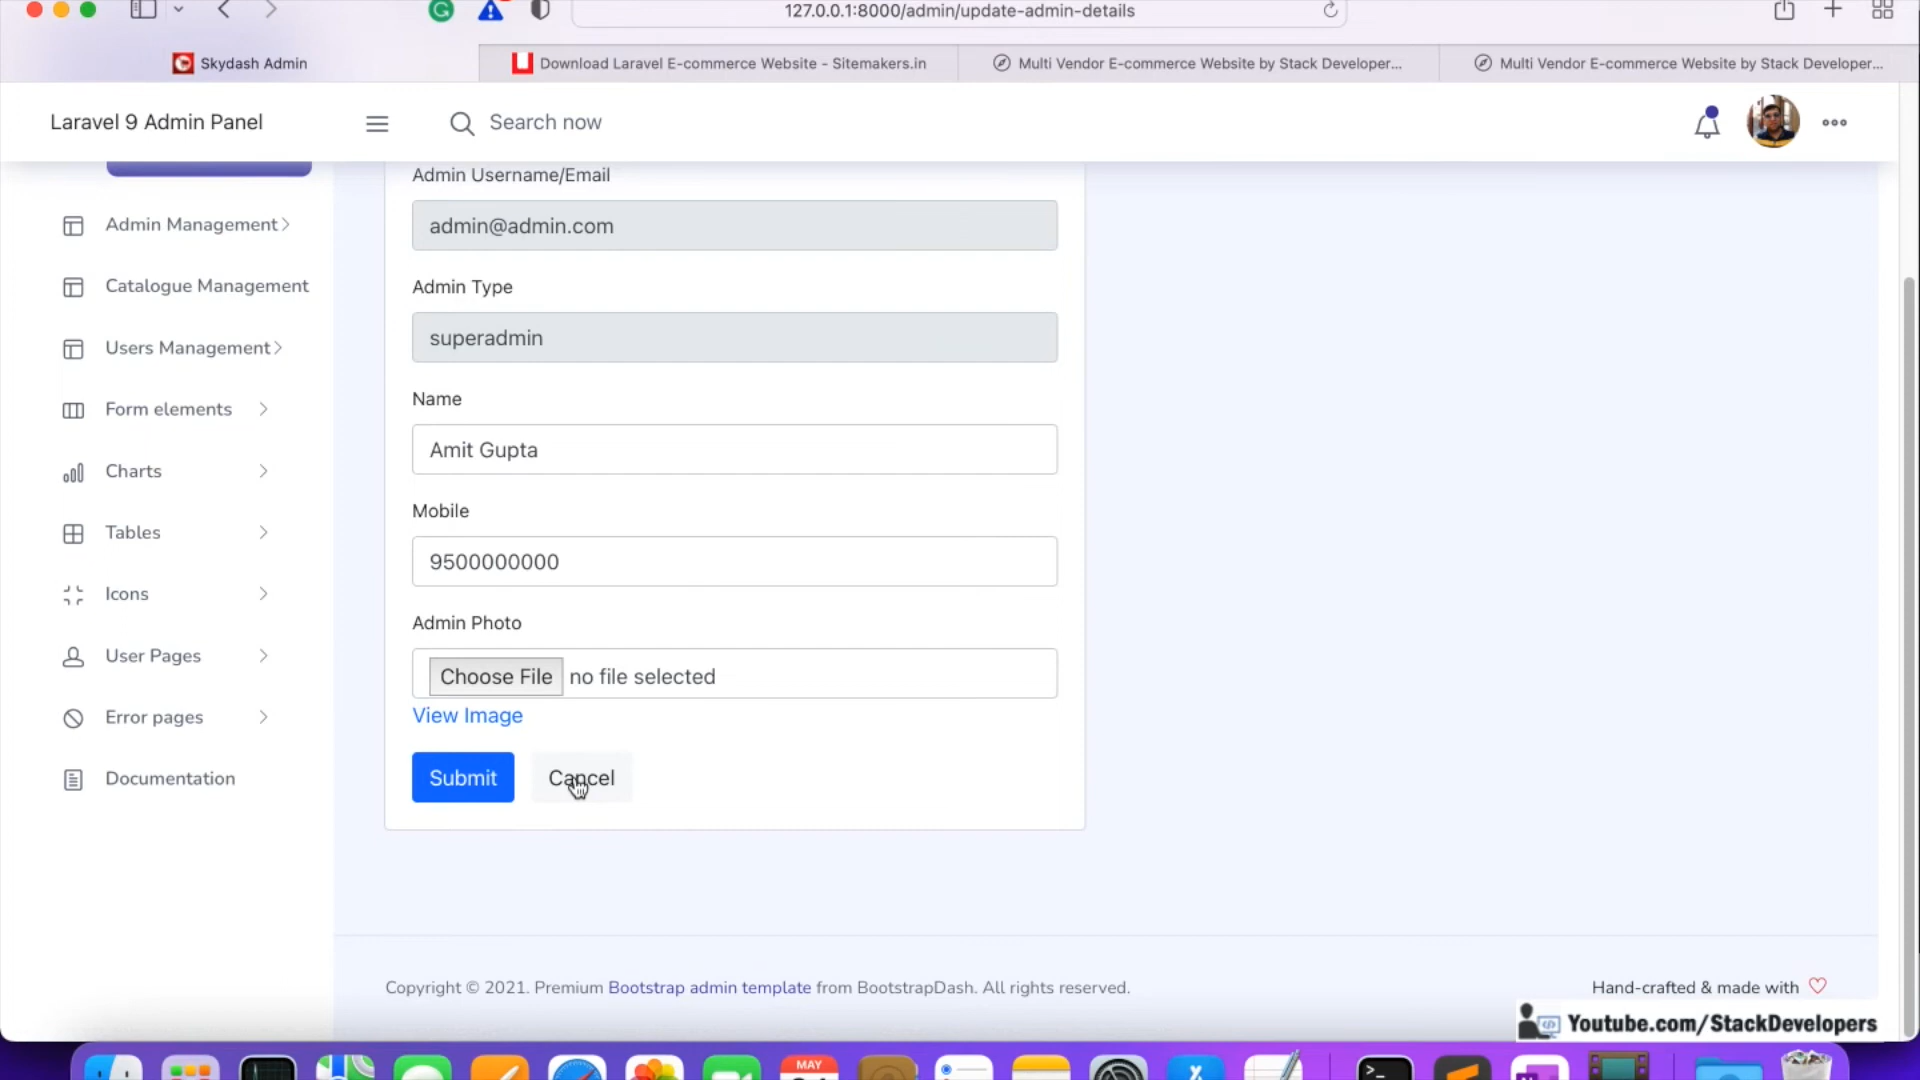 127.0.0.1:8000/admin/update-admin-details
Skydash Admin
Download Laravel E-commerce Website - Sitemakers.in
Multi Vendor E-commerce Website by Stack Developer...
Multi Vendor E-commerce Website by Stack Developer...
Laravel 9 Admin Panel
Search now
Admin Management
Catalogue Management
Users Management
Form elements
Charts
Tables
Icons
User Pages
Error pages
Documentation
Admin Username/Email
admin@admin.com
Admin Type
superadmin
Name
Amit Gupta
Mobile
9500000000
Admin Photo
Choose File no file selected
View Image
Submit
Cancel
Copyright © 2021. Premium Bootstrap admin template from BootstrapDash. All rights reserved.
Hand-crafted & made with
Youtube.com/StackDevelopers
MAY